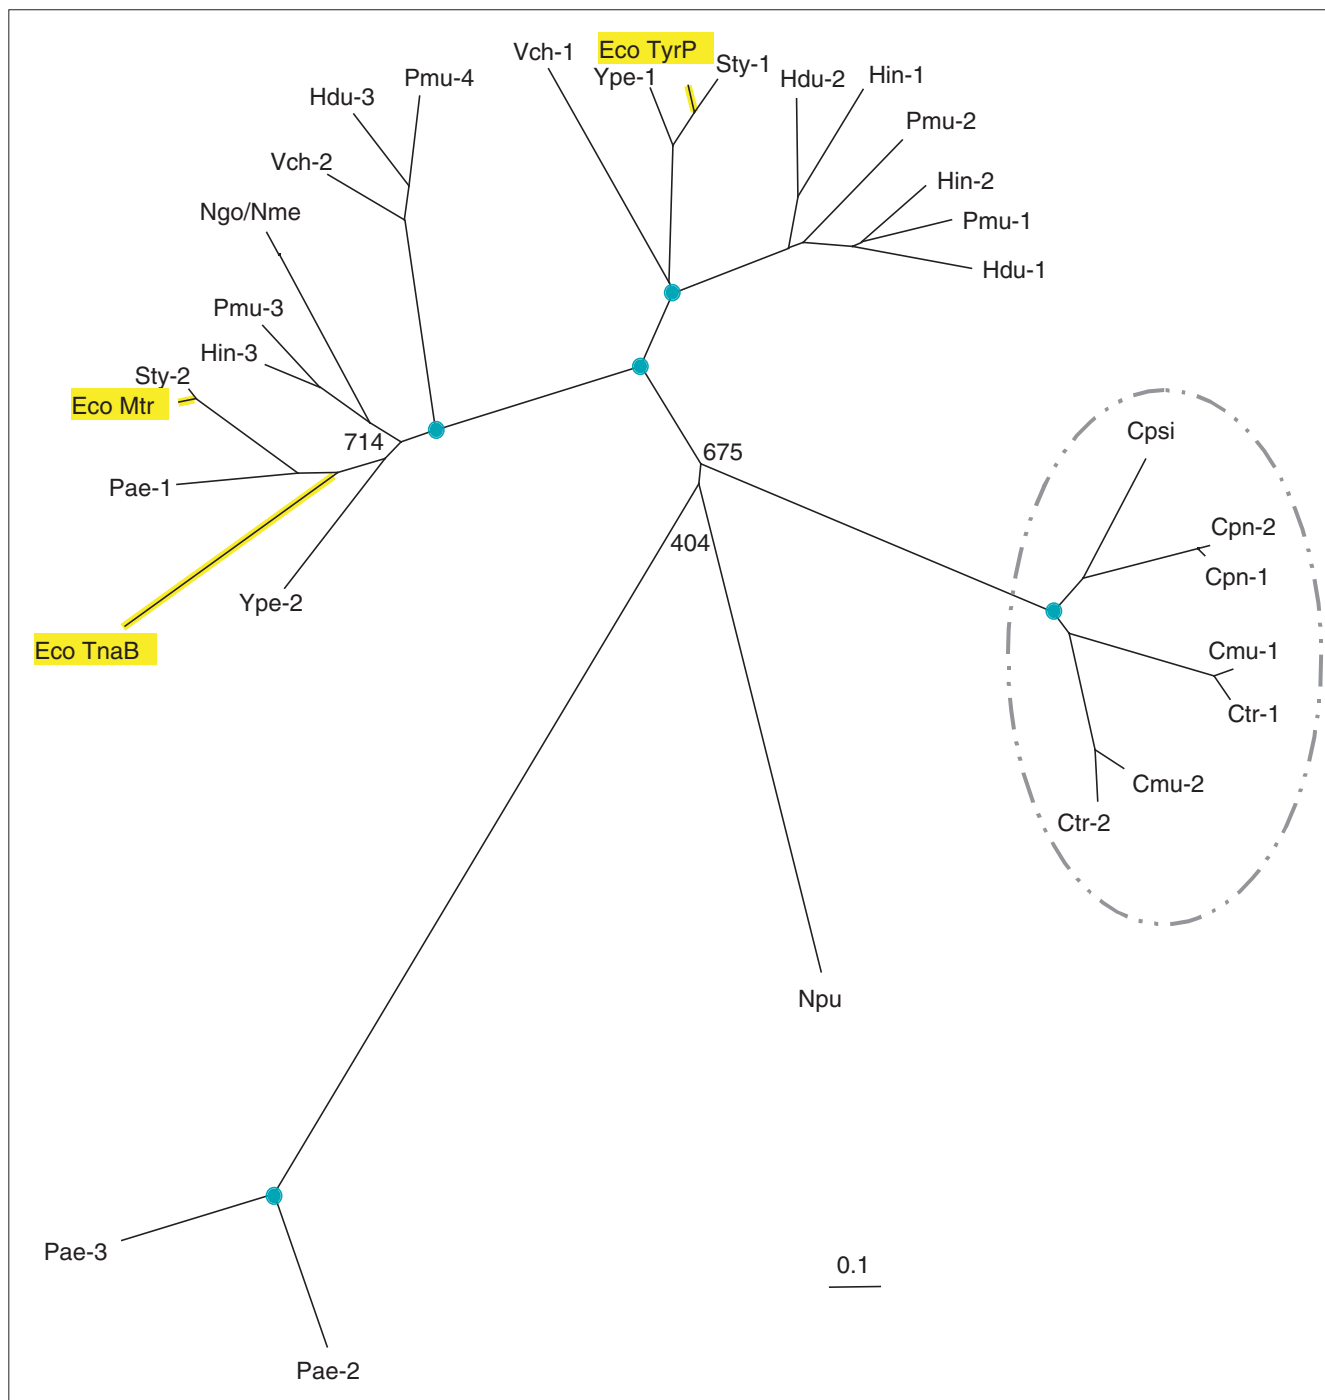 Vch-1
Eco TyrP
Sty-1
Ype-1
Hdu-2
Hin-1
Pmu-4
Hdu-3
Pmu-2
Vch-2
Hin-2
Ngo/Nme
Pmu-1
Hdu-1
Pmu-3
Hin-3
Sty-2
Eco Mtr
714
675
Cpsi
Pae-1
Cpn-2
404
Cpn-1
Ype-2
Eco TnaB
Cmu-1
Ctr-1
Cmu-2
Ctr-2
Npu
Pae-3
0.1
Pae-2